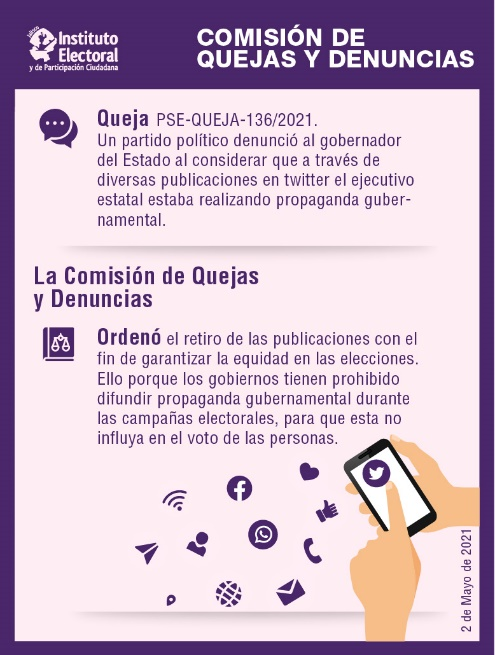 Jalisco
Instituto
Electoral
y de Participación Ciudadana
COMISIÓN DE
QUEJAS Y DENUNCIAS
Queja PSE-QUEJA-136/2021.
Un partido político denunció al gobernador
del Estado al considerar que a través de
diversas publicaciones en twitter el ejecutivo
estatal estaba realizando propaganda guber-
namental.
La Comisión de Quejas
y Denuncias
Ordenó el retiro de las publicaciones con el
fin de garantizar la equidad en las elecciones.
Ello porque los gobiernos tienen prohibido
difundir propaganda gubernamental durante
las campañas electorales, para que esta no
influya en el voto de las personas.
2 de Mayo de 2021